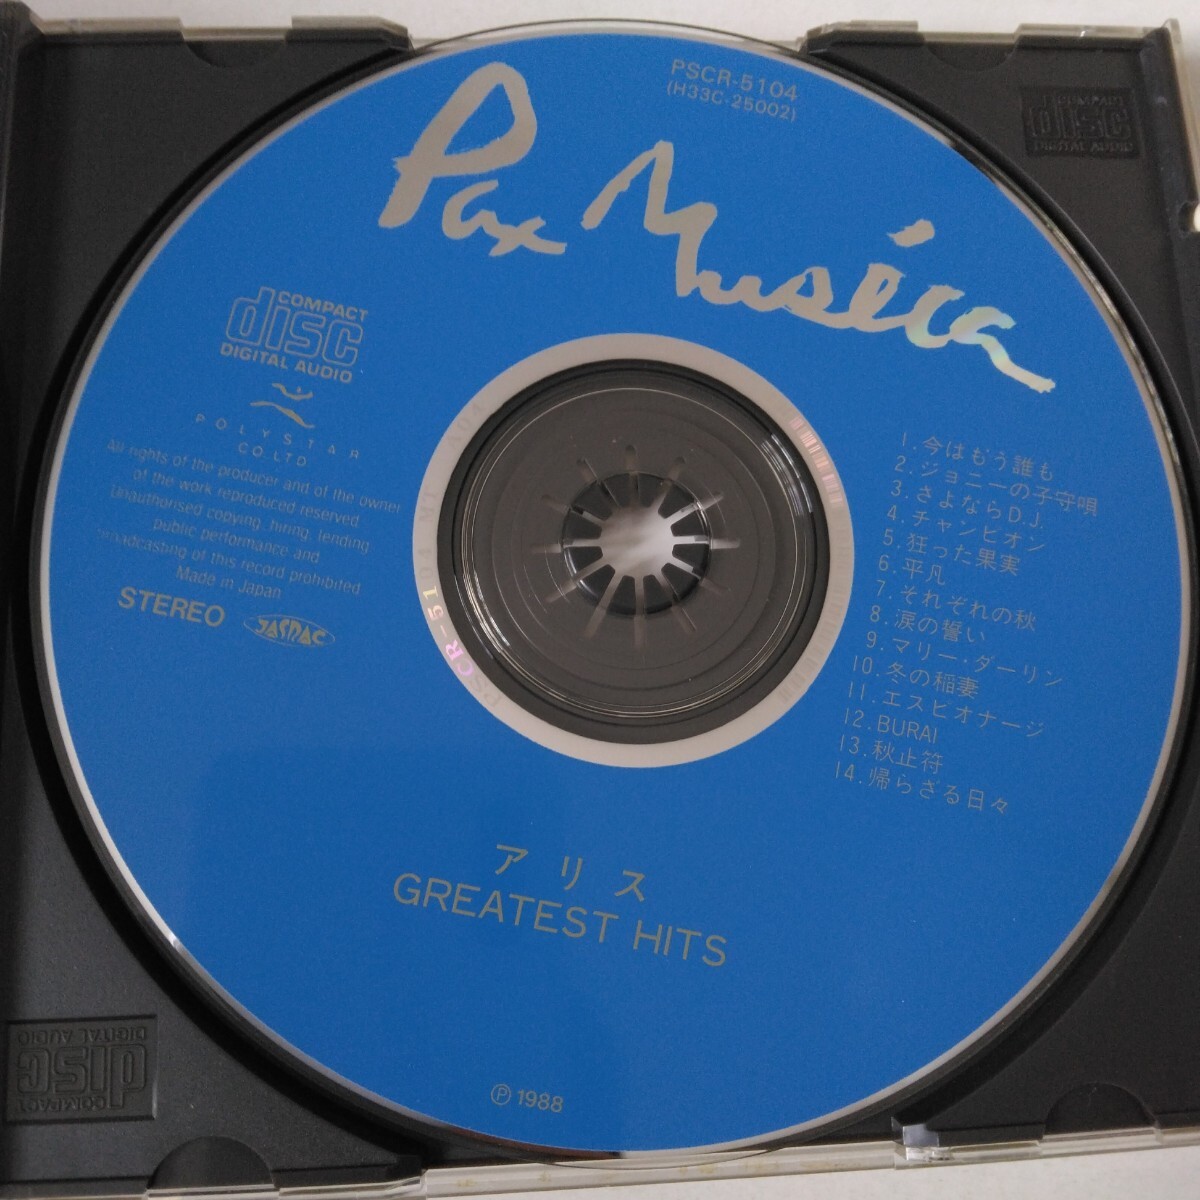 PSCR-5104
(H33C-25002)
Pax Musica
COMPACT
disc
DIGITAL AUDIO
POLYSTAR
CO.LTD
All rights of the producer and of the owner
of the work reproduced reserved.
Unauthorised copying, hiring, lending
public performance and
broadcasting of this record prohibited
Made in Japan
STEREO
JASRAC
1. 今はもう誰も
2. ジョニーの子守唄
3. さよならD.J.
4. チャンピオン
5. 狂った果実
6. 平凡
7. それぞれの秋
8. 涙の誓い
9. マリー・ダーリン
10. 冬の稲妻
11. エスピオナージ
12. BURAI
13. 秋止符
14. 帰らざる日々
PSCR-5104
アリス
GREATEST HITS
Ⓟ 1988
COMPACT
disc
DIGITAL AUDIO
COMPACT
disc
DIGITAL AUDIO